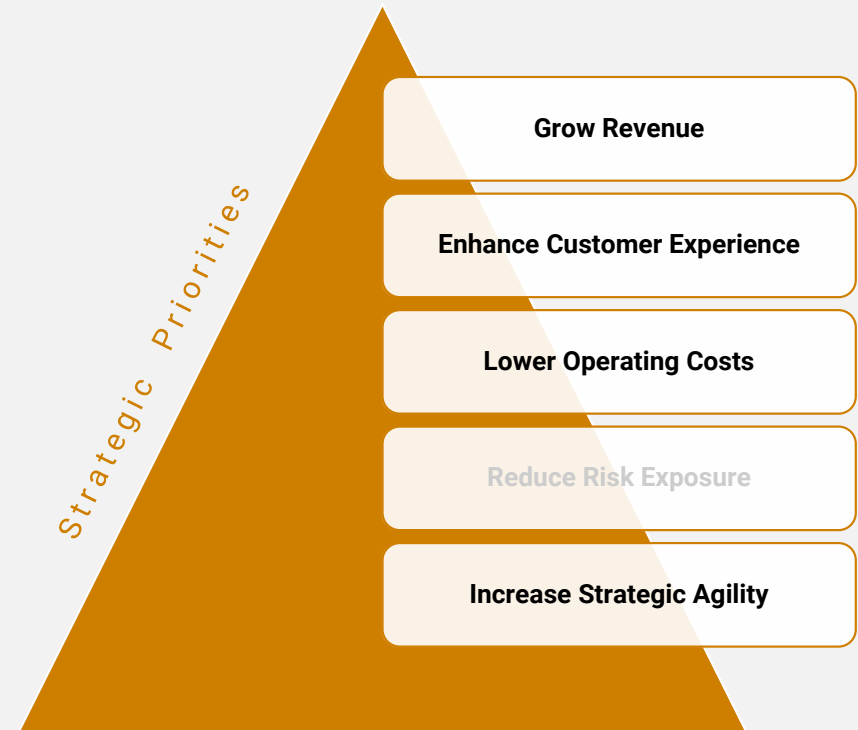 Strategic Priorities
Grow Revenue
Enhance Customer Experience
Lower Operating Costs
Reduce Risk Exposure
Increase Strategic Agility